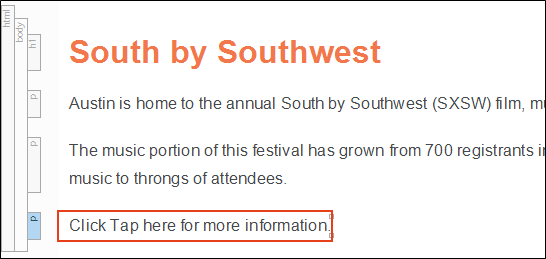 html
body
h1
South by Southwest
p
Austin is home to the annual South by Southwest (SXSW) film,
p
The music portion of this festival has grown from 700 registrants
music to throngs of attendees.
p
Click Tap here for more information.